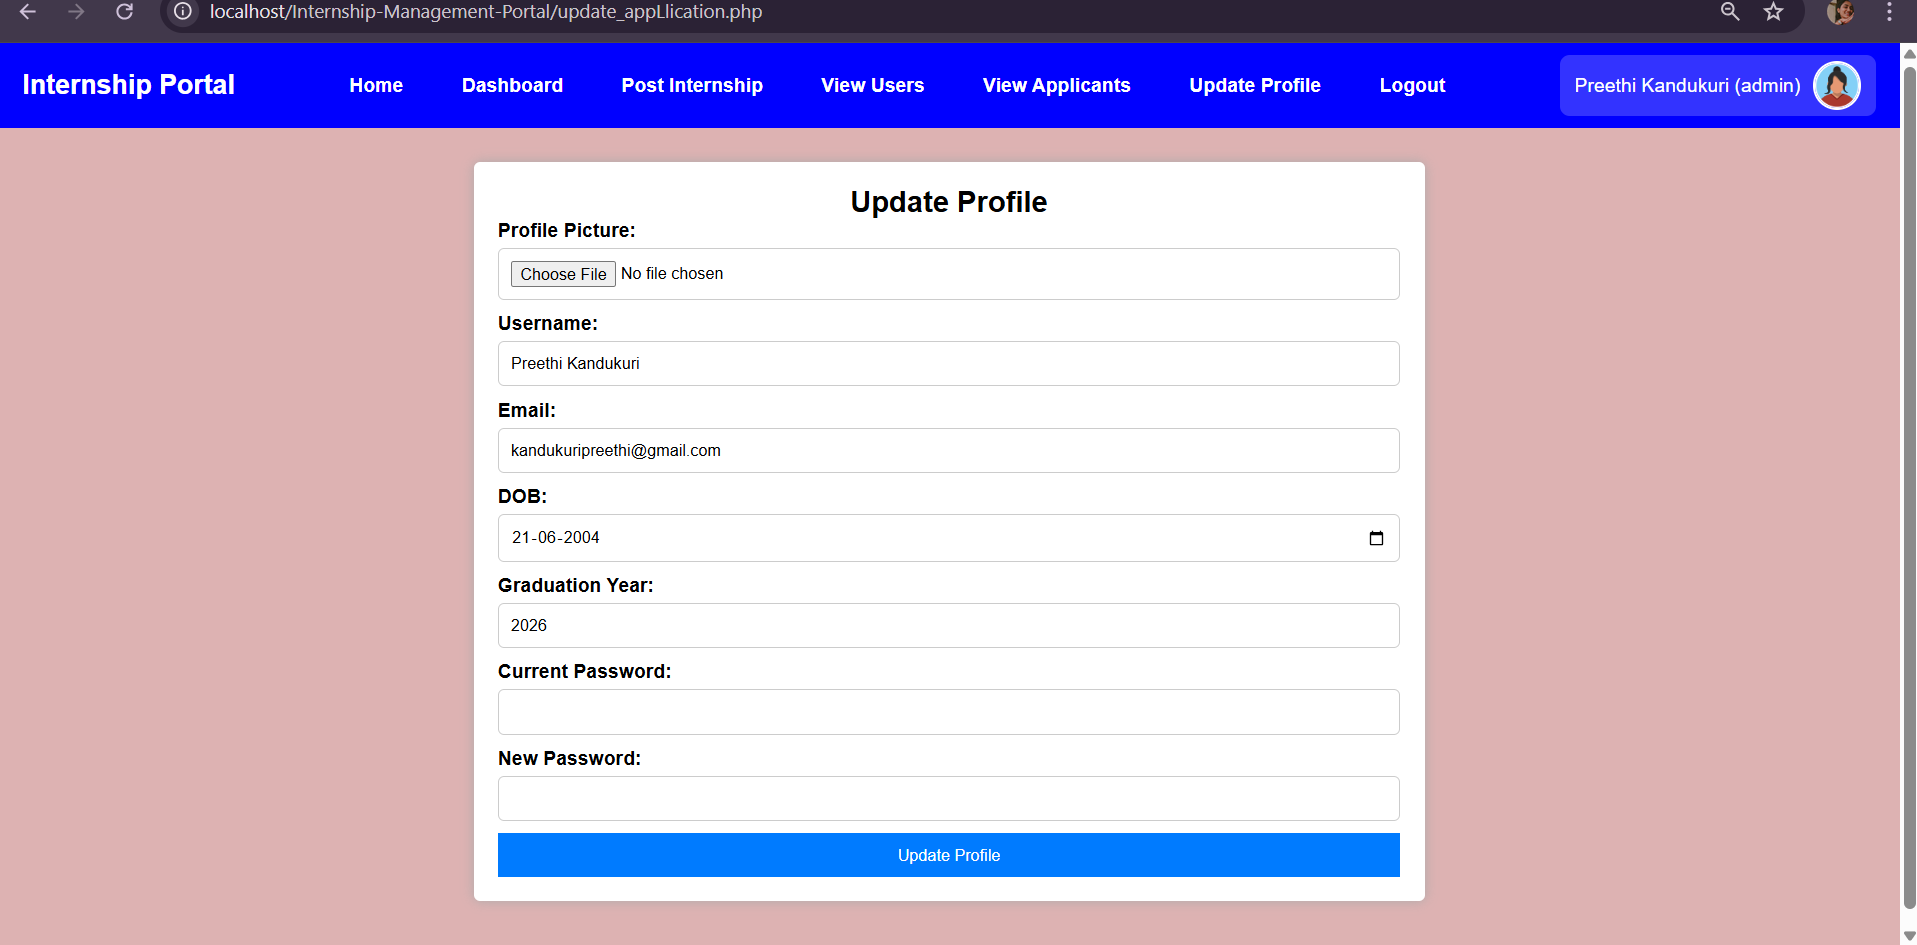 localhost/Internship-Management-Portal/update_appLlication.php
Internship Portal Home Dashboard Post Internship View Users View Applicants Update Profile Logout Preethi Kandukuri (admin)
Update Profile
Profile Picture:
Choose File No file chosen
Username:
Preethi Kandukuri
Email:
kandukuripreethi@gmail.com
DOB:
21-06-2004
Graduation Year:
2026
Current Password:
New Password:
Update Profile